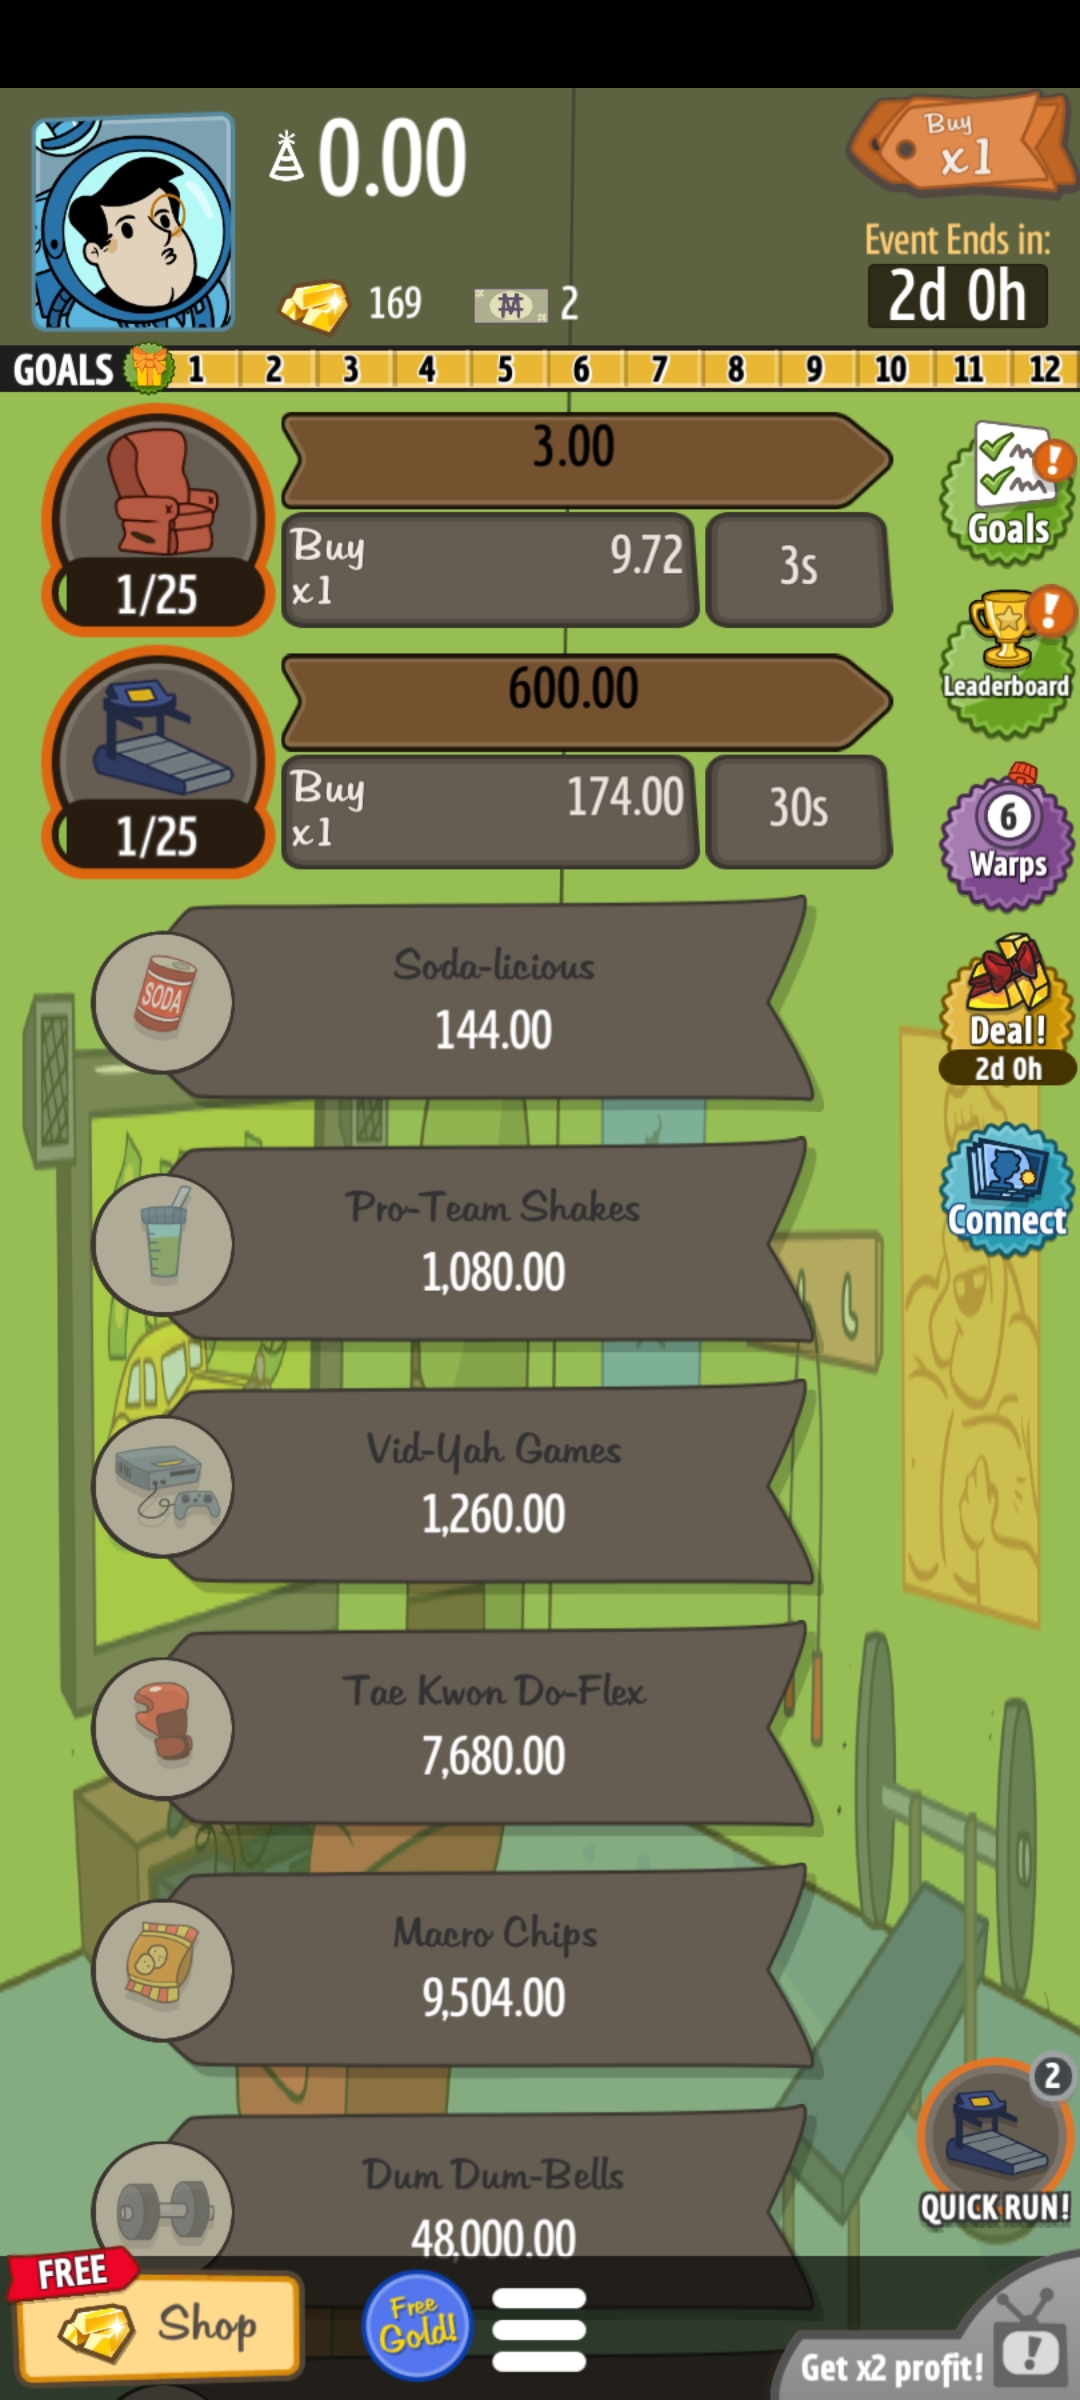 0.00
Buy
x1
169
2
Event Ends in:
2d 0h
GOALS 1 2 3 4 5 6 7 8 9 10 11 12
3.00
Buy
x1
9.72
3s
1/25
Goals
600.00
Buy
x1
174.00
30s
1/25
Leaderboard
6
Warps
Soda-licious
144.00
SODA
Deal!
2d 0h
Pro-Team Shakes
1,080.00
Connect
Vid-Yah Games
1,260.00
Tae Kwon Do-Flex
7,680.00
Macro Chips
9,504.00
Dum Dum-Bells
48,000.00
2
QUICK RUN!
FREE
Shop
Free
Gold!
Get x2 profit!